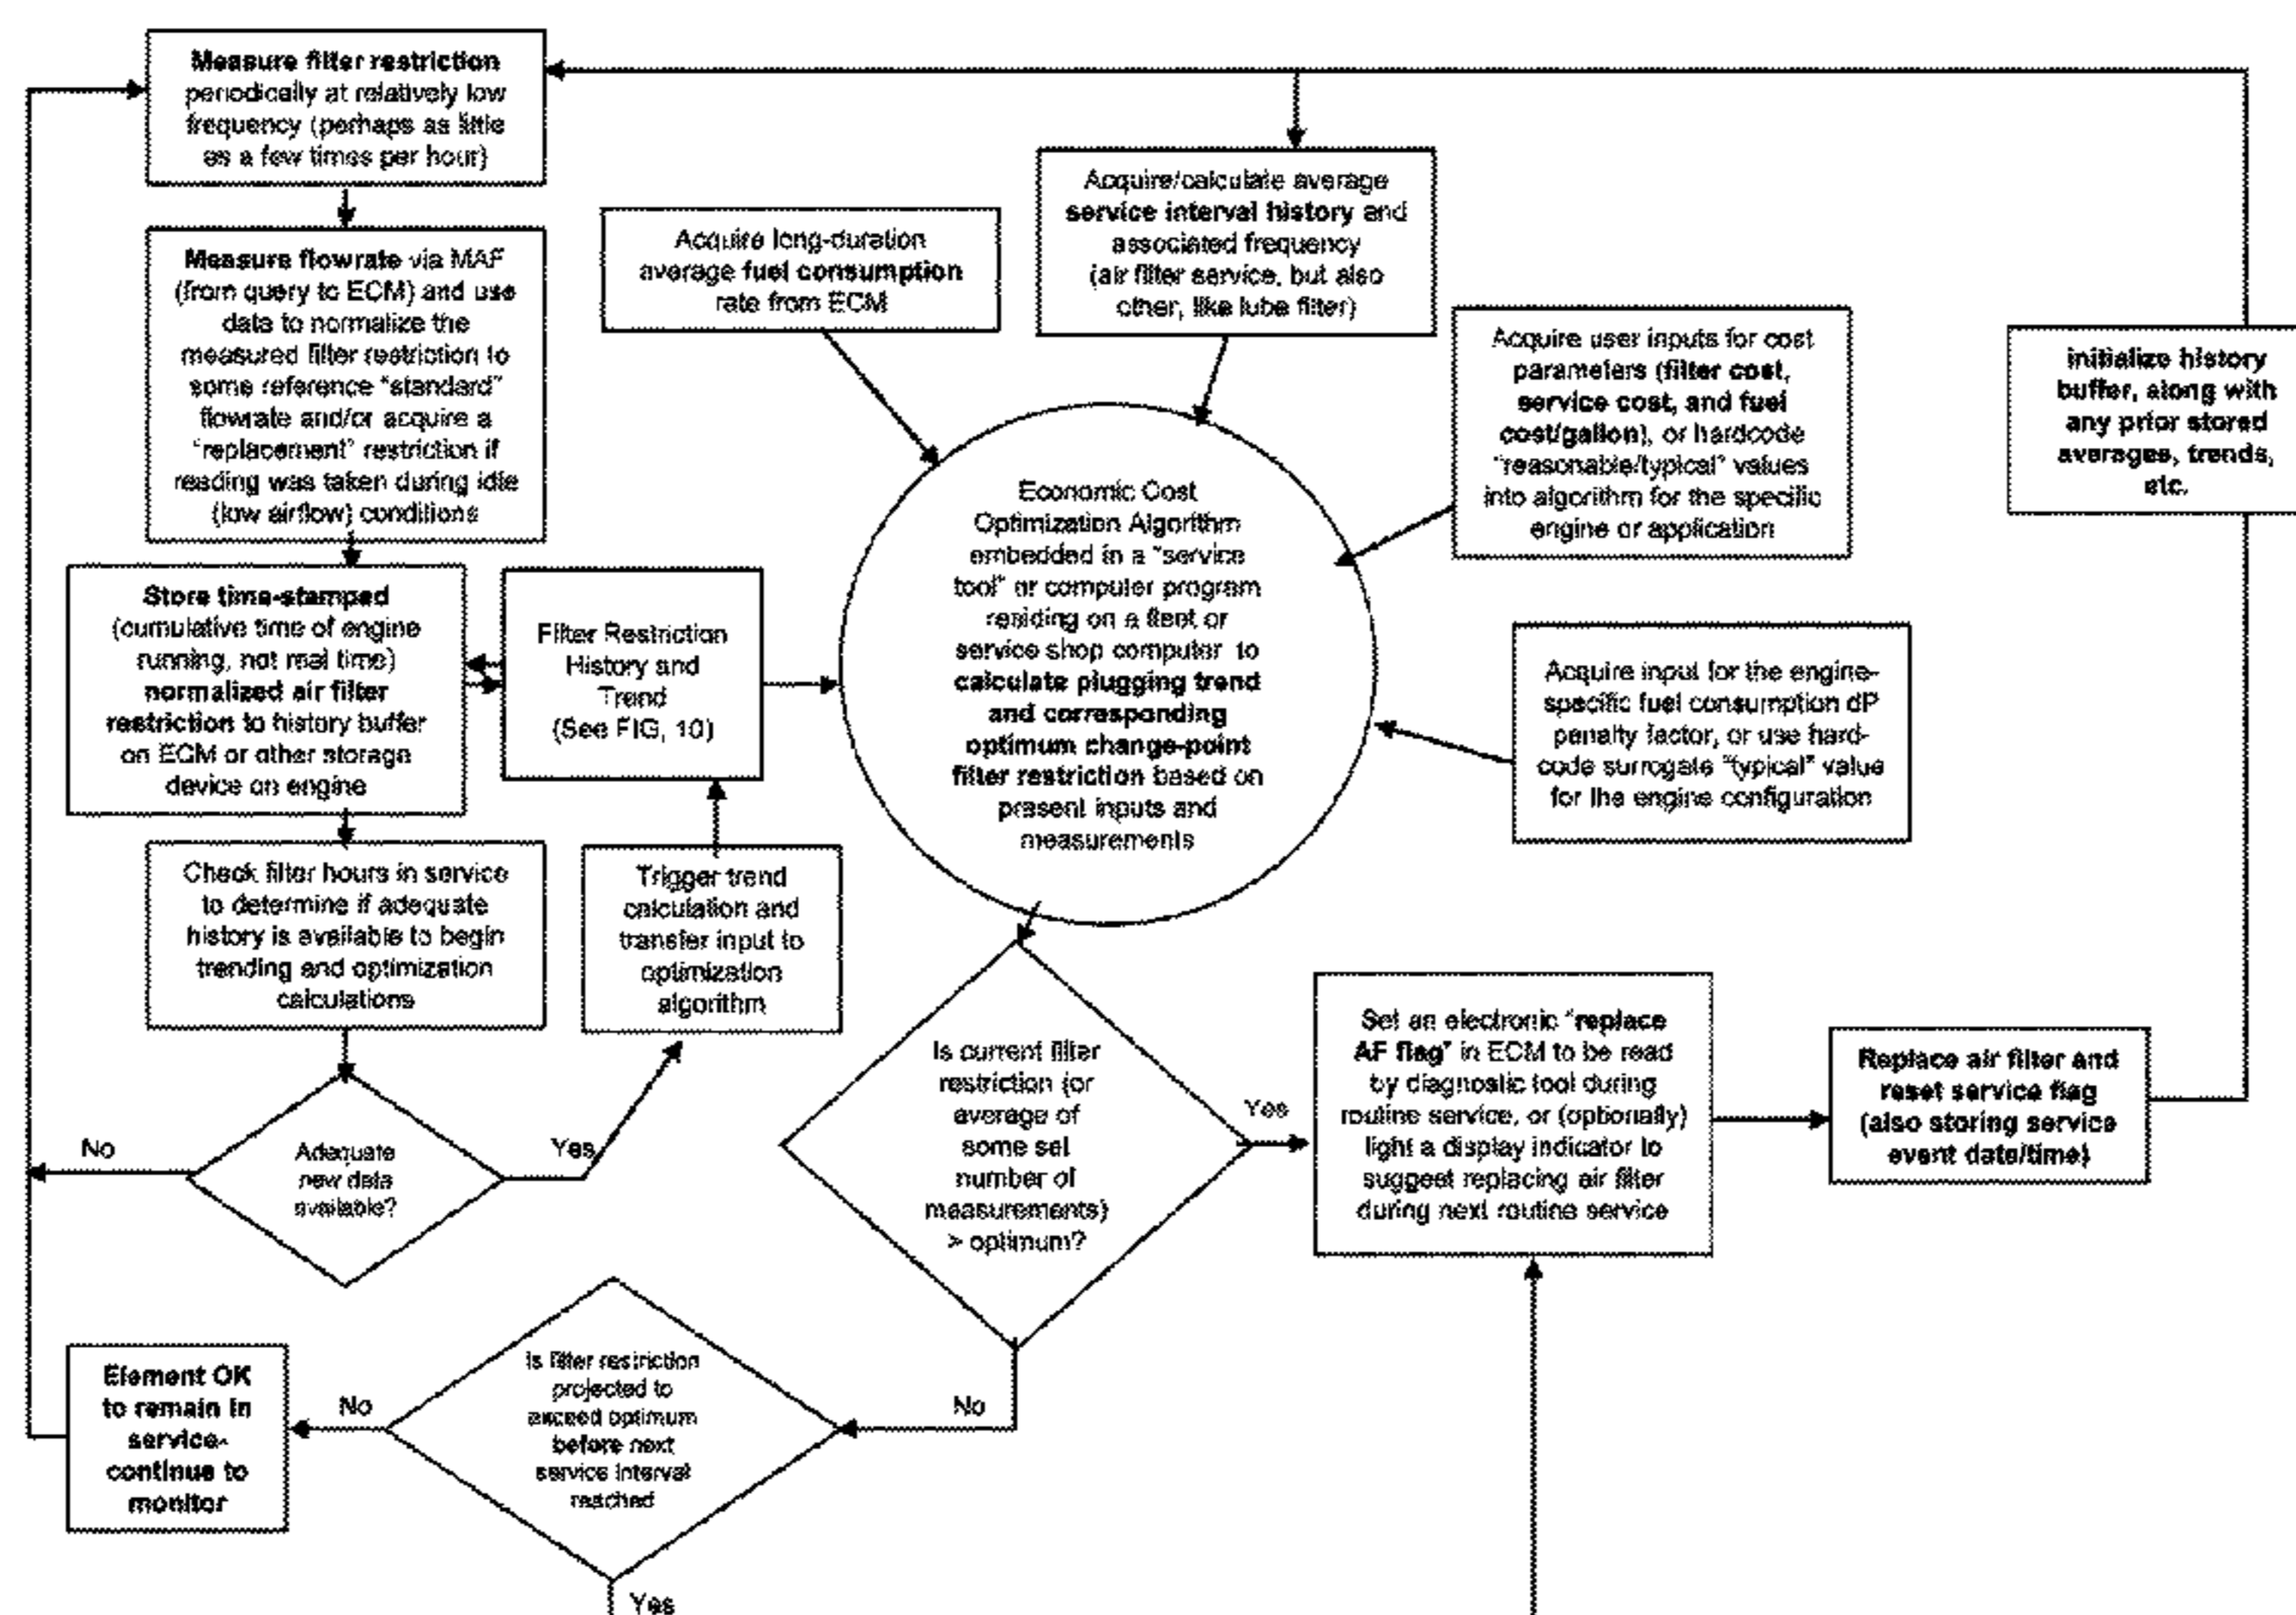 Measure filter restriction
periodically at relatively low
frequency (perhaps as little
as a few times per hour)
Measure flowrate via MAF
(from query to ECM) and use
data to normalize the
measured filter restriction to
some reference "standard"
flowrate and/or acquire a
"replacement" restriction if
reading was taken during idle
(low airflow) conditions
Acquire long-duration
average fuel consumption
rate from ECM
Acquire/calculate average
service interval history and
associated frequency
(air filter service, but also
other, like lube filter)
Acquire user inputs for cost
parameters (filter cost,
service cost, and fuel
cost/gallon), or hardcode
"reasonable/typical" values
into algorithm for the specific
engine or application
initialize history
buffer, along with
any prior stored
averages, trends,
etc.
Store time-stamped
(cumulative time of engine
running, not real time)
normalized air filter
restriction to history buffer
on ECM or other storage
device on engine
Filter Restriction
History and
Trend
(See FIG, 10)
Economic Cost
Optimization Algorithm
embedded in a "service
tool" or computer program
residing on a fleet or
service shop computer to
calculate plugging trend
and corresponding
optimum change-point
filter restriction based on
present inputs and
measurements
Acquire input for the engine-
specific fuel consumption dP
penalty factor, or use hard-
code surrogate "typical" value
for the engine configuration
Check filter hours in service
to determine if adequate
history is available to begin
trending and optimization
calculations
Trigger trend
calculation and
transfer input to
optimization
algorithm
Adequate
new data
available?
No
Yes
Is current filter
restriction (or
average of
some set
number of
measurements)
> optimum?
Yes
No
Set an electronic "replace
AF flag" in ECM to be read
by diagnostic tool during
routine service, or (optionally)
light a display indicator to
suggest replacing air filter
during next routine service
Replace air filter and
reset service flag
(also storing service
event date/time)
Is filter restriction
projected to
exceed optimum
before next
service interval
reached
No
Yes
Element OK
to remain in
service-
continue to
monitor